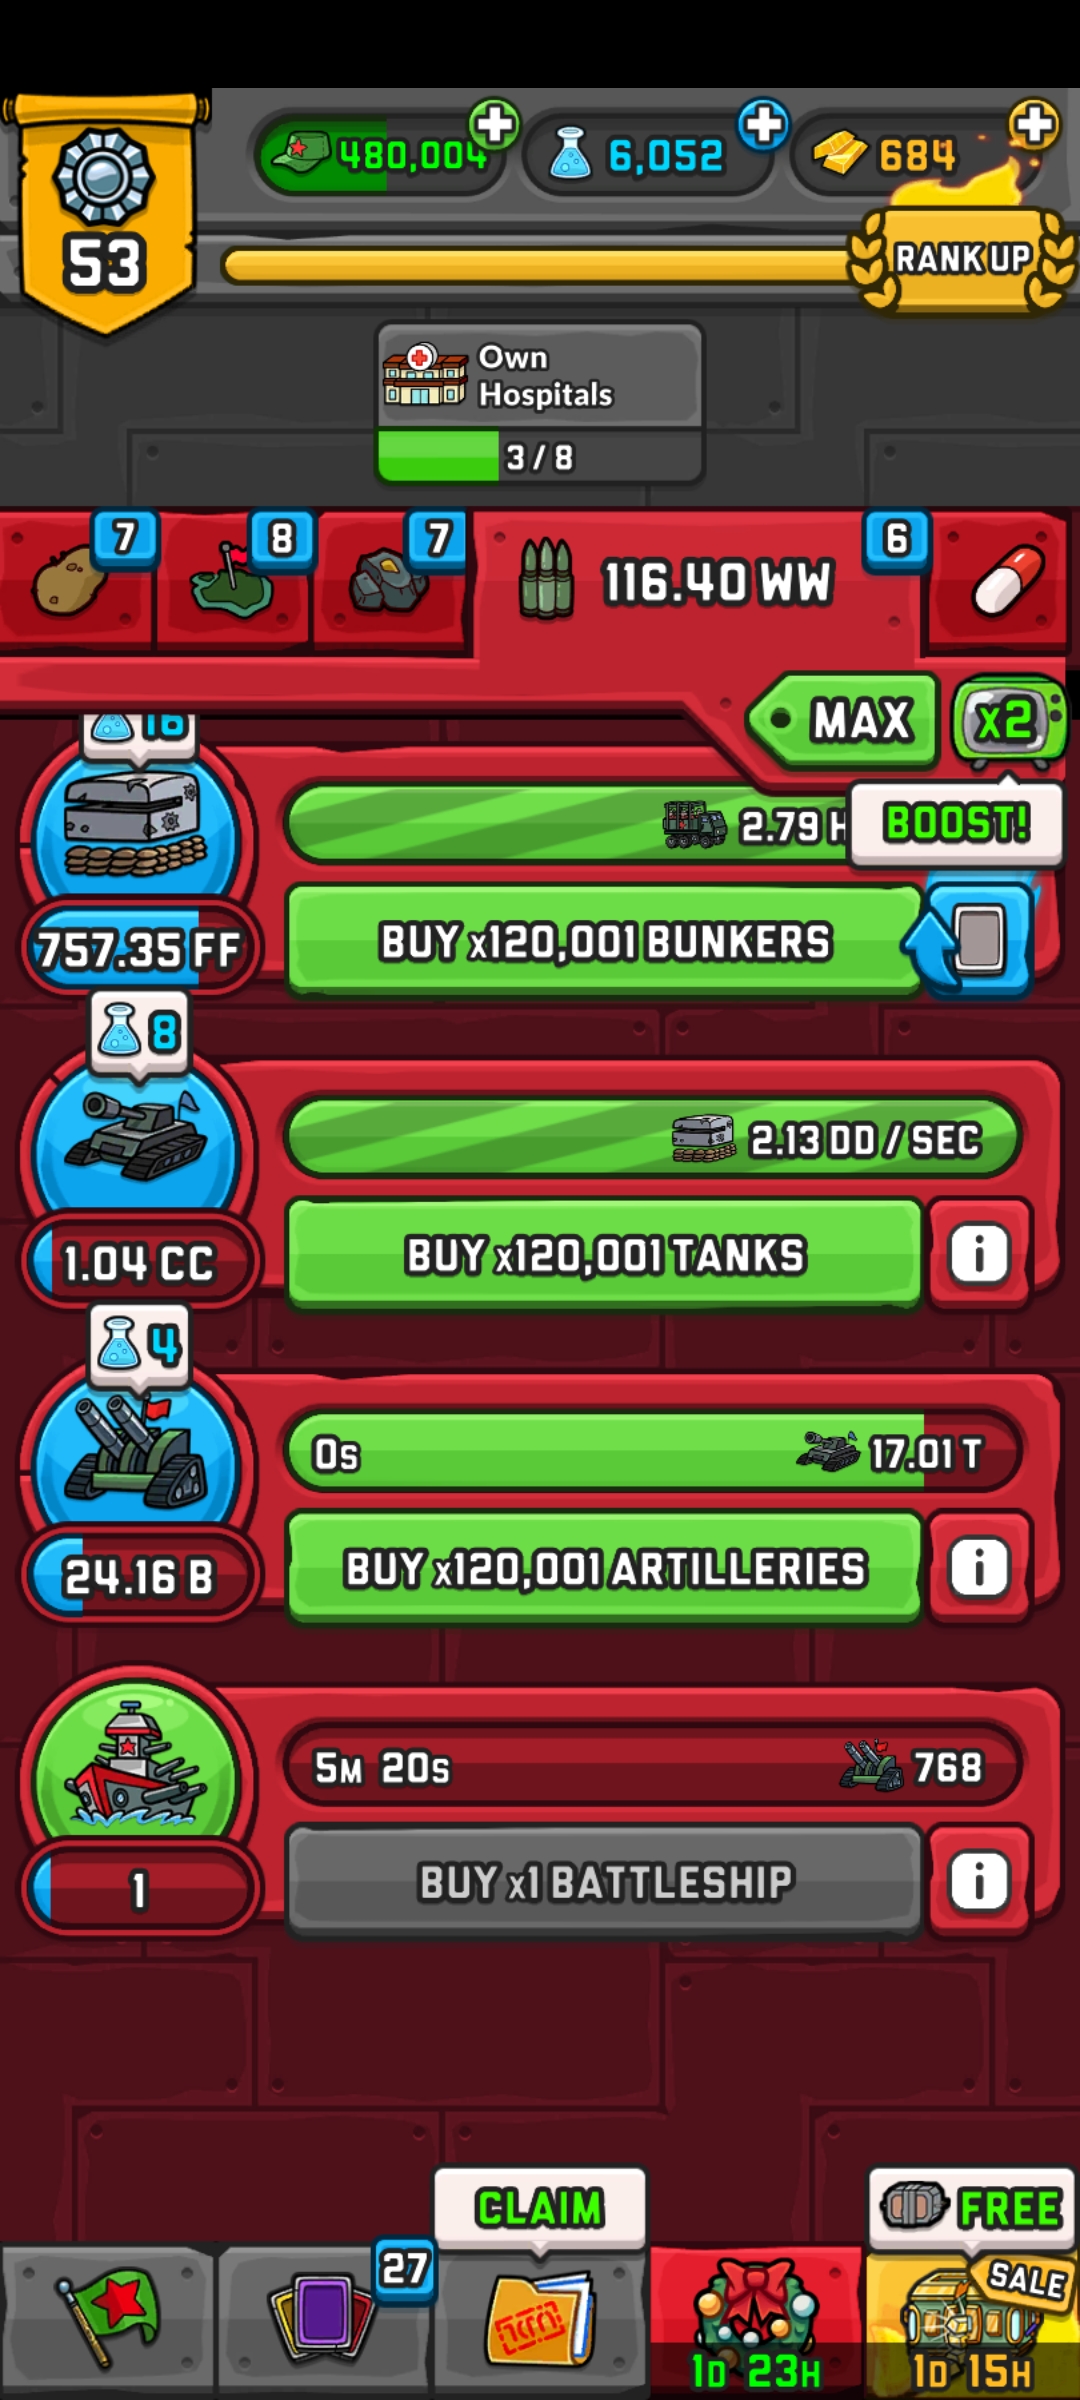 480,004
6,052
684
53
RANK UP
Own
Hospitals
3 / 8
7
8
7
116.40 WW
6
MAX
x2
BOOST!
16
2.79 H
757.35 FF
BUY x120,001 BUNKERS
8
2.13 DD / SEC
1.04 CC
BUY x120,001 TANKS
i
4
0s
17.01 T
24.16 B
BUY x120,001 ARTILLERIES
i
5M 20s
768
1
BUY x1 BATTLESHIP
i
CLAIM
FREE
27
SALE
1D 23H
1D 15H